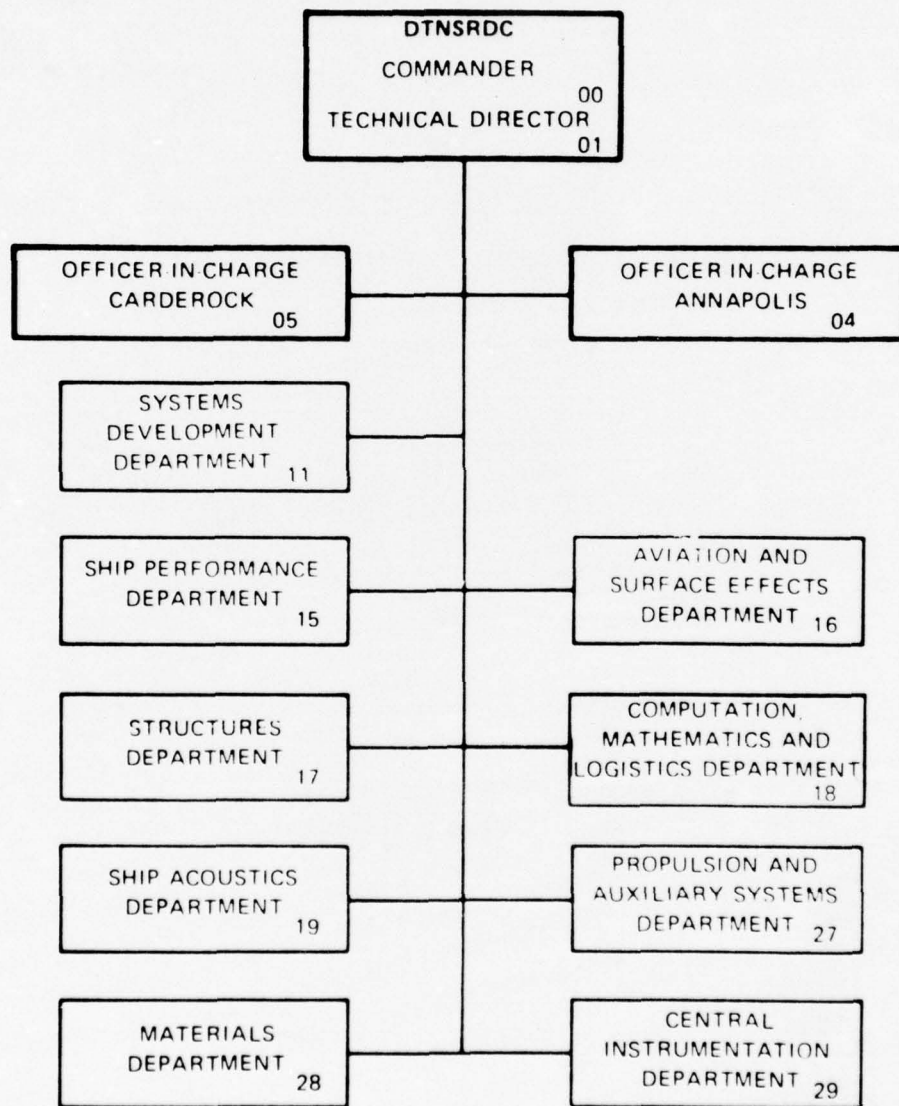 DTNSRDC
COMMANDER
00
TECHNICAL DIRECTOR
01
OFFICER-IN-CHARGE
CARDEROCK
05
OFFICER-IN-CHARGE
ANNAPOLIS
04
SYSTEMS
DEVELOPMENT
DEPARTMENT
11
SHIP PERFORMANCE
DEPARTMENT
15
AVIATION AND
SURFACE EFFECTS
DEPARTMENT
16
STRUCTURES
DEPARTMENT
17
COMPUTATION,
MATHEMATICS AND
LOGISTICS DEPARTMENT
18
SHIP ACOUSTICS
DEPARTMENT
19
PROPULSION AND
AUXILIARY SYSTEMS
DEPARTMENT
27
MATERIALS
DEPARTMENT
28
CENTRAL
INSTRUMENTATION
DEPARTMENT
29